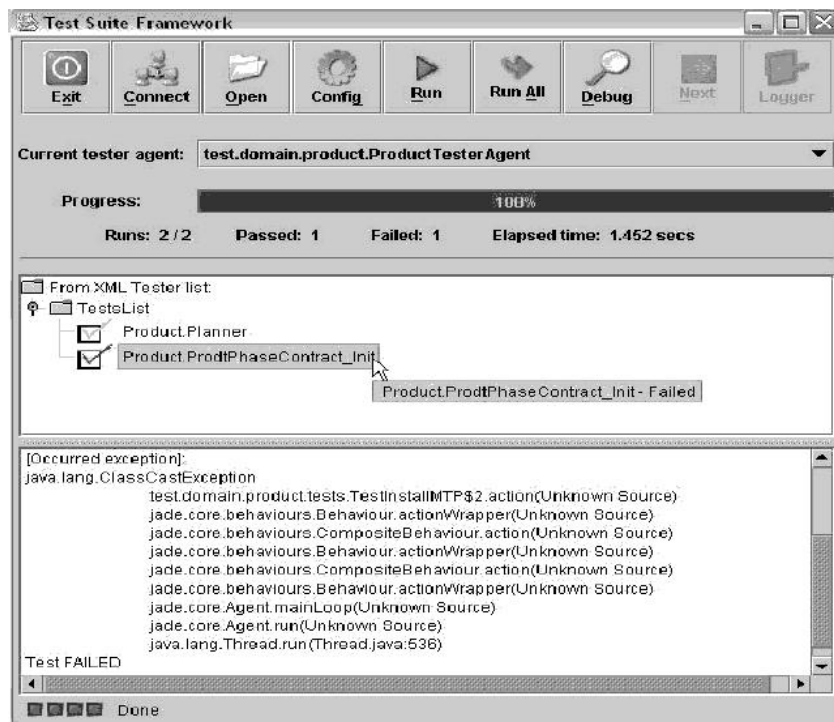 Test Suite Framework
Exit Connect Open Config Run Run All Debug Next Logger
Current tester agent: test.domain.product.ProductTesterAgent
Progress: 100%
Runs: 2 / 2 Passed: 1 Failed: 1 Elapsed time: 1.452 secs
From XML Tester list:
TestsList
Product.Planner
Product.ProdtPhaseContract_Init
Product.ProdtPhaseContract_Init - Failed
[Occurred exception]:
java.lang.ClassCastException
test.domain.product.tests.TestInstallMTP$2.action(Unknown Source)
jade.core.behaviours.Behaviour.actionWrapper(Unknown Source)
jade.core.behaviours.CompositeBehaviour.action(Unknown Source)
jade.core.behaviours.Behaviour.actionWrapper(Unknown Source)
jade.core.behaviours.CompositeBehaviour.action(Unknown Source)
jade.core.behaviours.Behaviour.actionWrapper(Unknown Source)
jade.core.Agent.mainLoop(Unknown Source)
jade.core.Agent.run(Unknown Source)
java.lang.Thread.run(Thread.java:536)
Test FAILED
Done